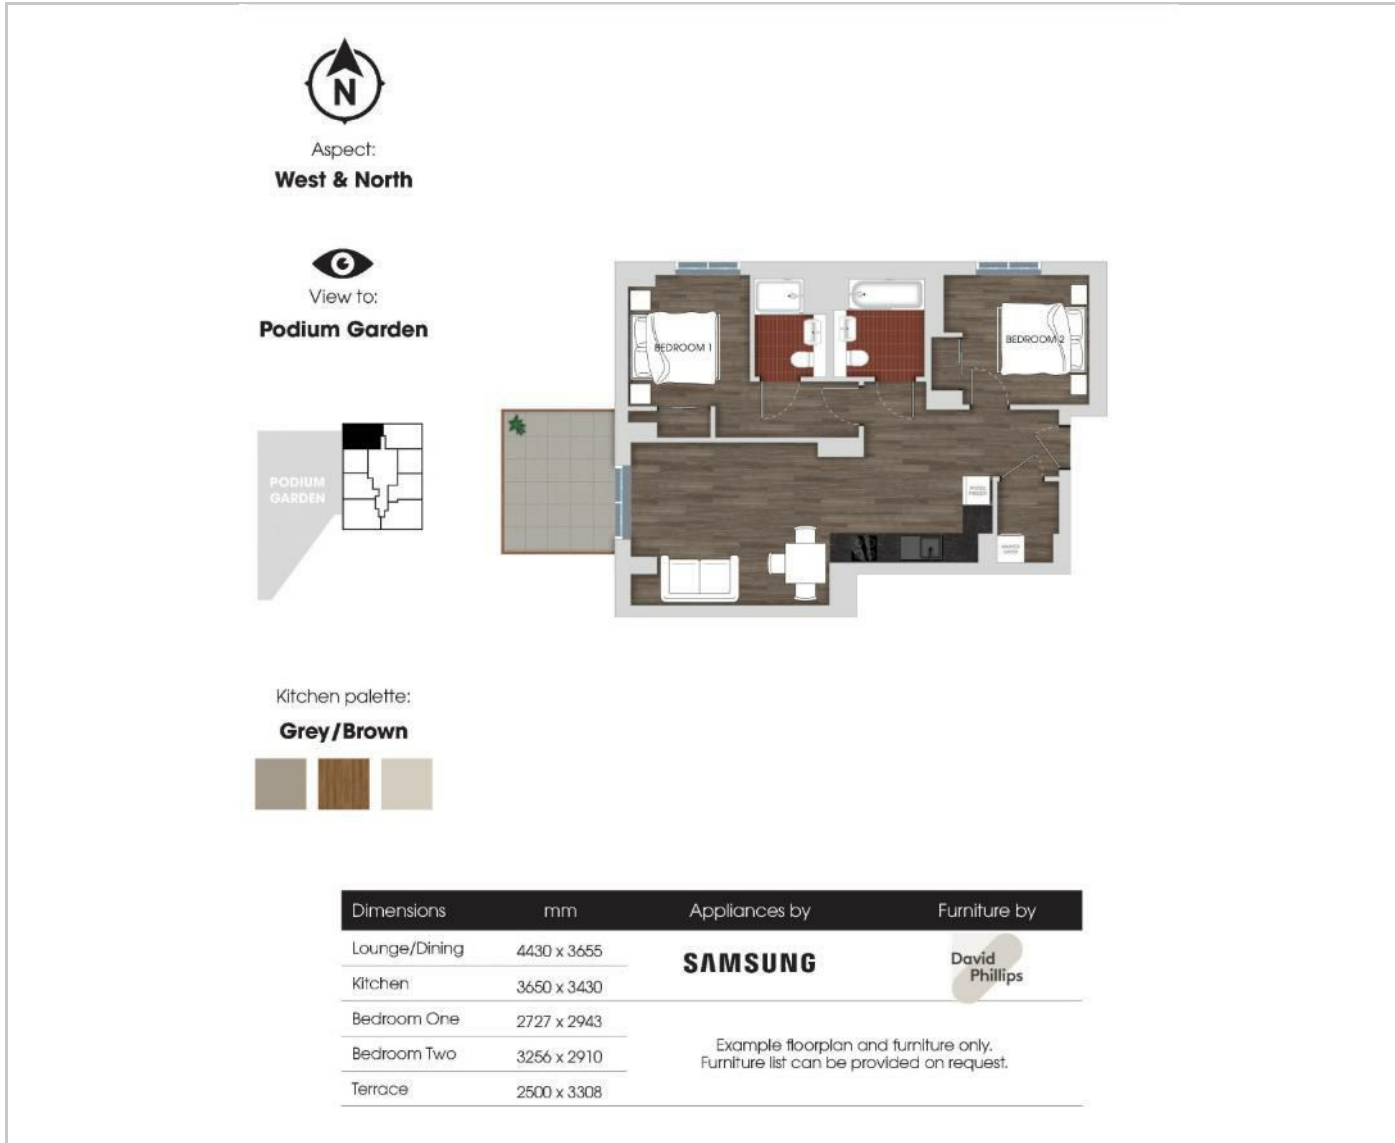 N
Aspect:
West & North
View to:
Podium Garden
PODIUM
GARDEN
BEDROOM 1
BEDROOM 2
Kitchen palette:
Grey/Brown
Dimensions mm Appliances by Furniture by
Lounge/Dining 4430 x 3655
SAMSUNG
David
Phillips
Kitchen 3650 x 3430
Bedroom One 2727 x 2943
Bedroom Two 3256 x 2910
Terrace 2500 x 3308
Example floorplan and furniture only.
Furniture list can be provided on request.